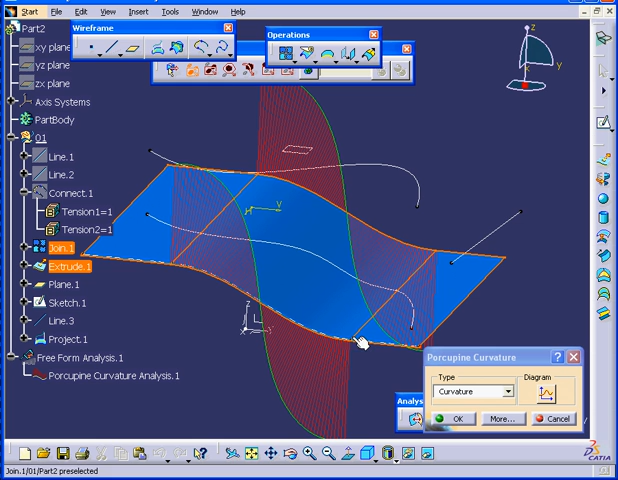 Start File Edit View Insert Tools Window Help
Part2
Wireframe
Operations
xy plane
yz plane
zx plane
Axis Systems
PartBody
01
Line.1
Line.2
Connect.1
Tension1=1
Tension2=1
Join.1
Extrude.1
Plane.1
Sketch.1
Line.3
Project.1
Free Form Analysis.1
Porcupine Curvature Analysis.1
z
y
x
H
V
z
x
Y
Porcupine Curvature
Type
Diagram
Curvature
Analys
OK
More...
Cancel
CATIA
Join.1/01/Part2 preselected